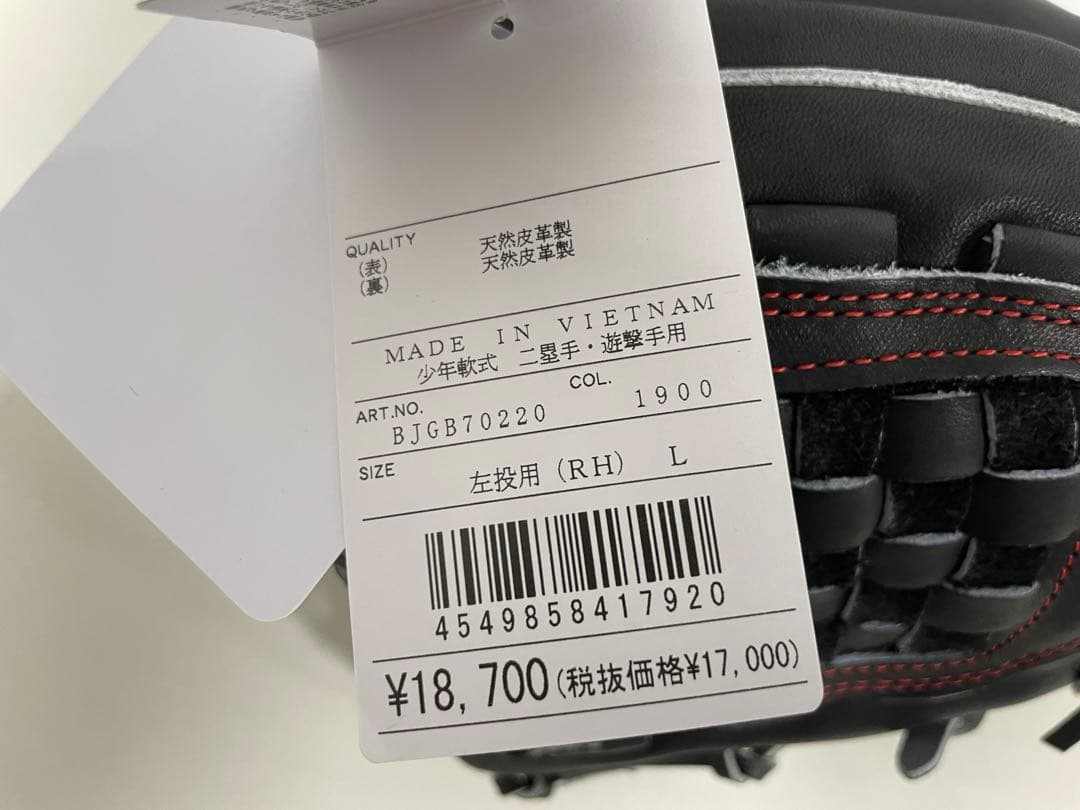 QUALITY
(表) 天然皮革製
(裏) 天然皮革製
MADE IN VIETNAM
少年軟式 二塁手・遊撃手用
ART.NO. COL.
BJGB70220 1900
SIZE
左投用(RH) L
4549858417920
¥18,700(税抜価格¥17,000)